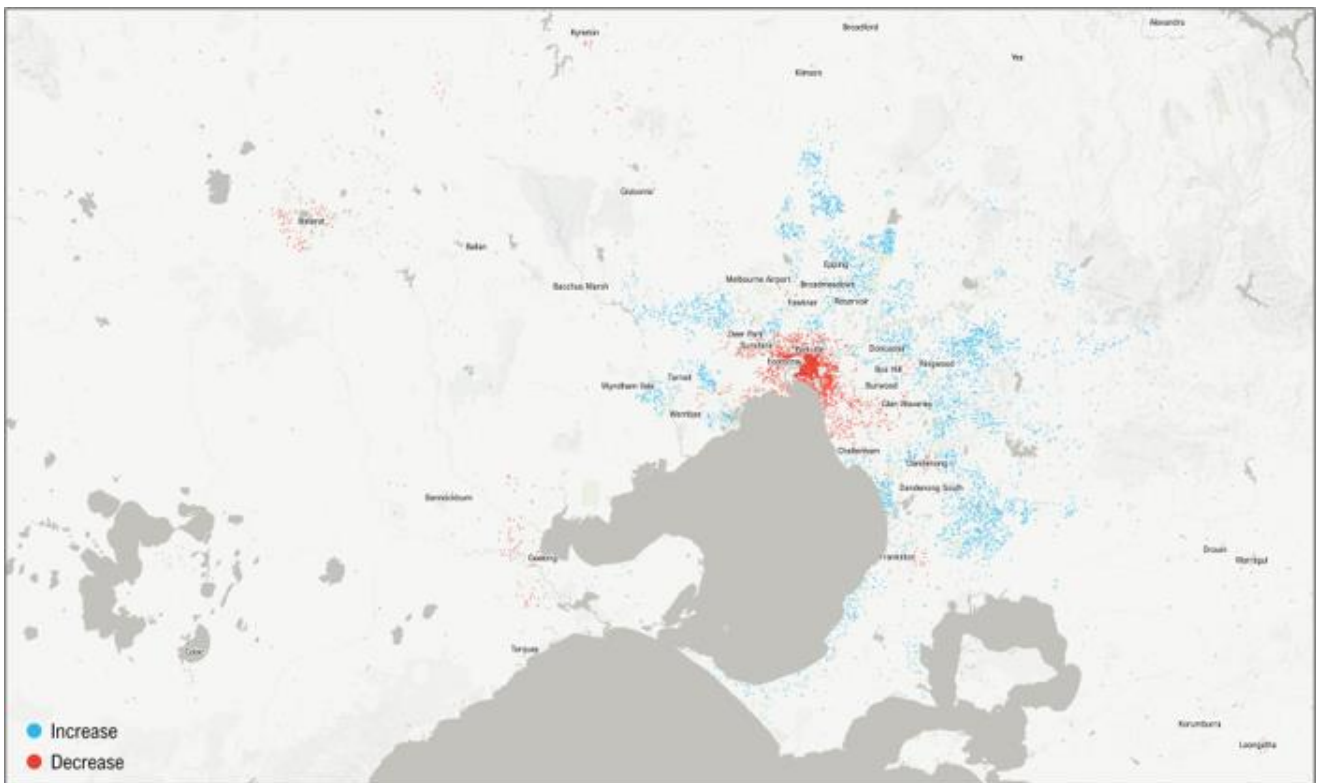 Kyneton
Broadford
Alexandra
Yea
Kilmore
Gisborne
Ballarat
Ballan
Epping
Melbourne Airport
Broadmeadows
Bacchus Marsh
Fawkner
Reservoir
Deer Park
Sunshine
Doncaster
Footscray
Box Hill
Ringwood
Tarneit
Wyndham Vale
Burwood
Glen Waverley
Werribee
Cheltenham
Dandenong
Dandenong South
Bannockburn
Geelong
Frankston
Drouin
Warragul
Colac
Torquay
Korumburra
Leongatha
Increase
Decrease